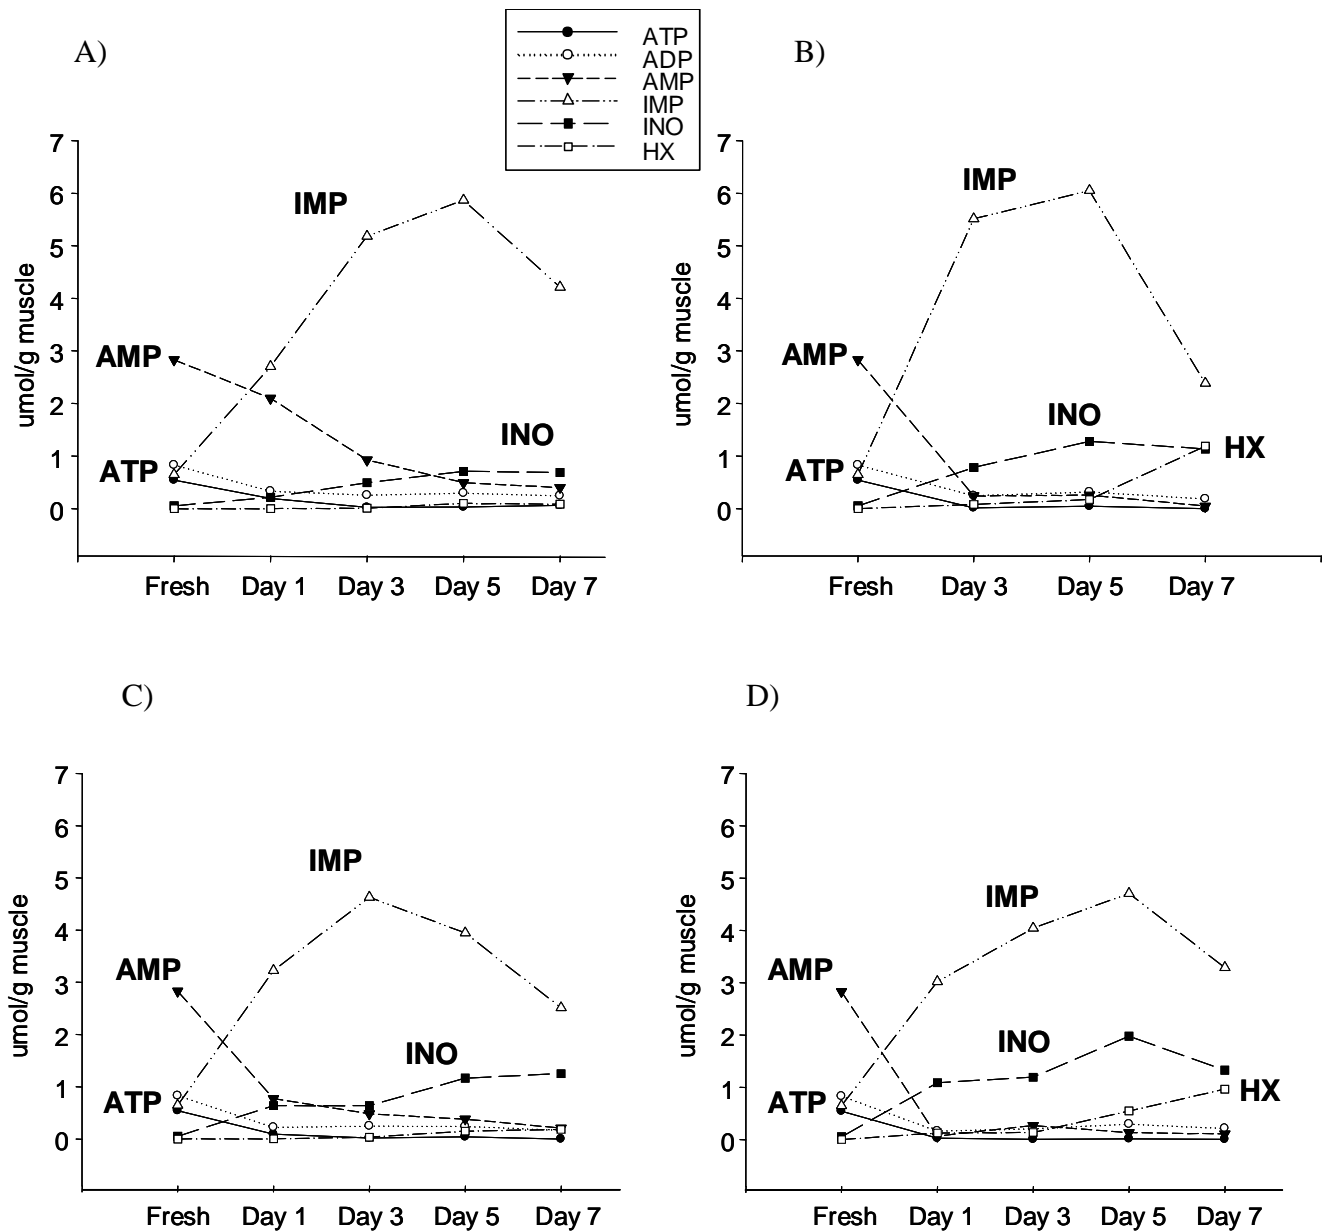 ATP
ADP
AMP
IMP
INO
HX
A)
7
6
5
4
3
2
1
0
umol/g muscle
IMP
AMP
ATP
INO
Fresh Day 1 Day 3 Day 5 Day 7
B)
7
6
5
4
3
2
1
0
umol/g muscle
IMP
AMP
INO
ATP
HX
Fresh Day 3 Day 5 Day 7
C)
7
6
5
4
3
2
1
0
umol/g muscle
IMP
AMP
INO
ATP
Fresh Day 1 Day 3 Day 5 Day 7
D)
7
6
5
4
3
2
1
0
umol/g muscle
IMP
AMP
INO
ATP
HX
Fresh Day 1 Day 3 Day 5 Day 7